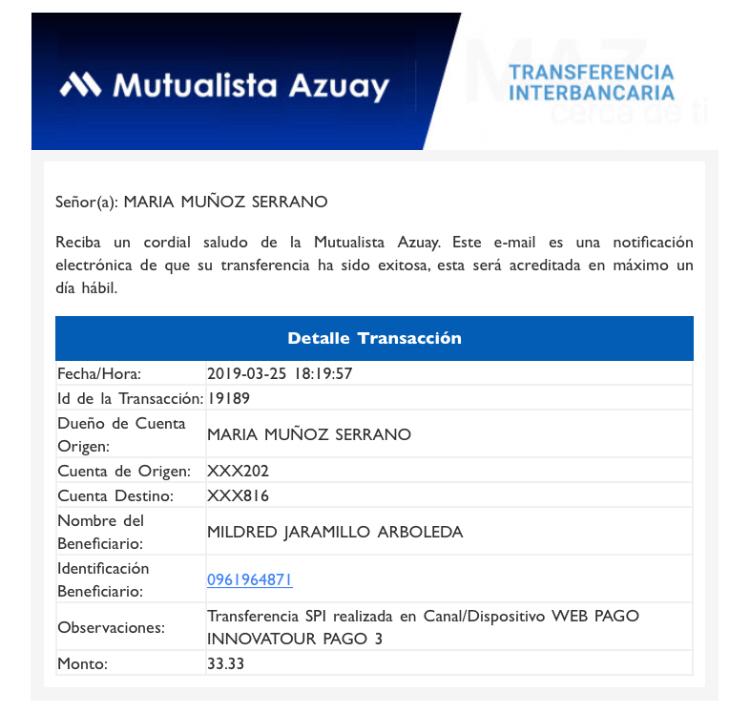 Mutualista Azuay
TRANSFERENCIA
INTERBANCARIA
cerca de ti
Señor(a): MARIA MUÑOZ SERRANO
Reciba un cordial saludo de la Mutualista Azuay. Este e-mail es una notificación
electrónica de que su transferencia ha sido exitosa, esta será acreditada en máximo un
día hábil.
Detalle Transacción
Fecha/Hora: 2019-03-25 18:19:57
Id de la Transacción: 19189
Dueño de Cuenta
Origen: MARIA MUÑOZ SERRANO
Cuenta de Origen: XXX202
Cuenta Destino: XXX816
Nombre del
Beneficiario: MILDRED JARAMILLO ARBOLEDA
Identificación
Beneficiario: 0961964871
Observaciones: Transferencia SPI realizada en Canal/Dispositivo WEB PAGO
INNOVATOUR PAGO 3
Monto: 33.33